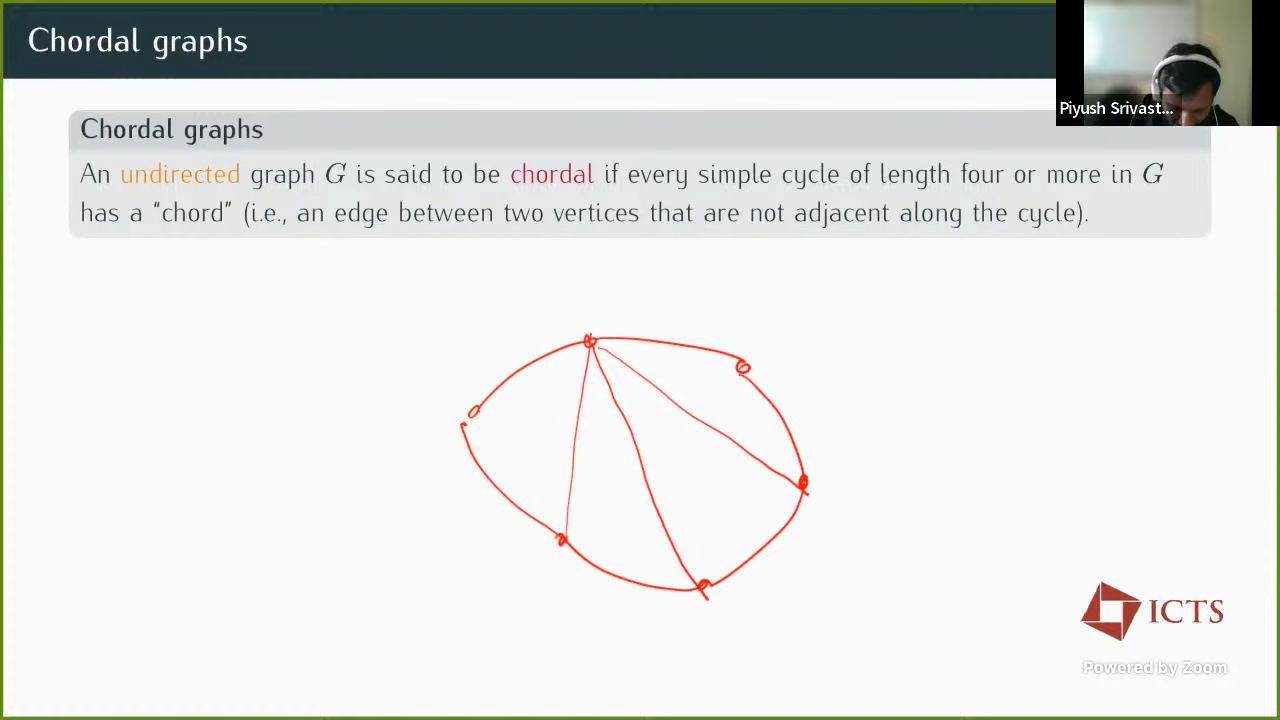 Chordal graphs
Piyush Srivast...
Chordal graphs
An undirected graph G is said to be chordal if every simple cycle of length four or more in G
has a “chord” (i.e., an edge between two vertices that are not adjacent along the cycle).
ICTS
Powered by Zoom